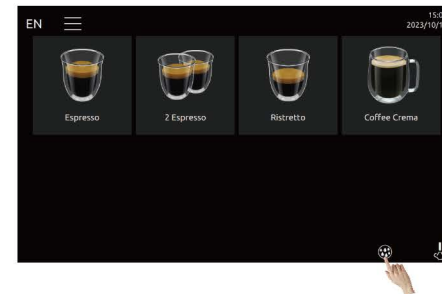 EN
15:0
2023/10/1
Espresso
2 Espresso
Ristretto
Coffee Crema